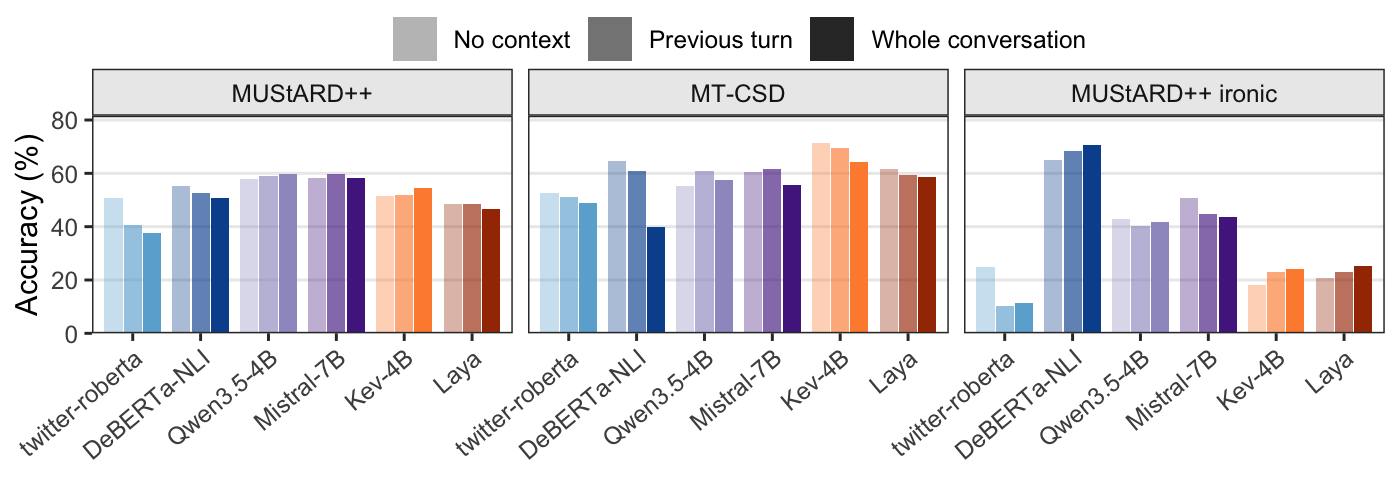 No context Previous turn Whole conversation
MUStARD++ MT-CSD MUStARD++ ironic
Accuracy (%)
80
60
40
20
0
twitter-roberta DeBERTa-NLI Qwen3.5-4B Mistral-7B Kev-4B Laya twitter-roberta DeBERTa-NLI Qwen3.5-4B Mistral-7B Kev-4B Laya twitter-roberta DeBERTa-NLI Qwen3.5-4B Mistral-7B Kev-4B Laya